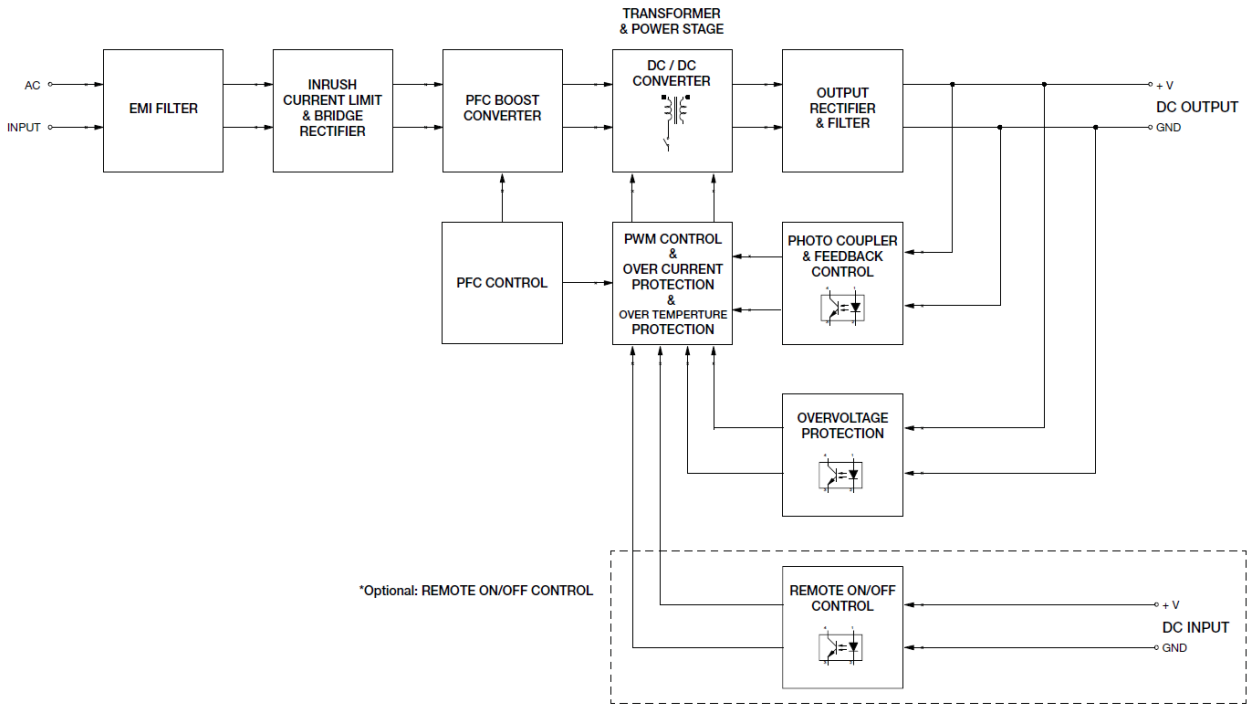 TRANSFORMER
& POWER STAGE
AC
INPUT
EMI FILTER
INRUSH
CURRENT LIMIT
& BRIDGE
RECTIFIER
PFC BOOST
CONVERTER
DC / DC
CONVERTER
OUTPUT
RECTIFIER
& FILTER
+ V
DC OUTPUT
GND
PFC CONTROL
PWM CONTROL
&
OVER CURRENT
PROTECTION
&
OVER TEMPERTURE
PROTECTION
PHOTO COUPLER
& FEEDBACK
CONTROL
OVERVOLTAGE
PROTECTION
*Optional: REMOTE ON/OFF CONTROL
REMOTE ON/OFF
CONTROL
+ V
DC INPUT
GND